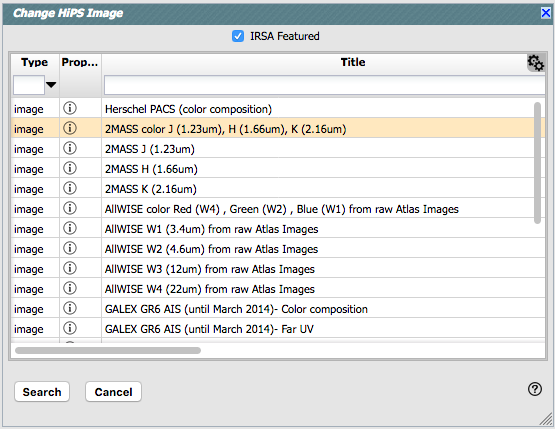 Change HiPS Image
IRSA Featured
Type Prop... Title
image Herschel PACS (color composition)
image 2MASS color J (1.23um), H (1.66um), K (2.16um)
image 2MASS J (1.23um)
image 2MASS H (1.66um)
image 2MASS K (2.16um)
image AllWISE color Red (W4) , Green (W2) , Blue (W1) from raw Atlas Images
image AllWISE W1 (3.4um) from raw Atlas Images
image AllWISE W2 (4.6um) from raw Atlas Images
image AllWISE W3 (12um) from raw Atlas Images
image AllWISE W4 (22um) from raw Atlas Images
image GALEX GR6 AIS (until March 2014)- Color composition
image GALEX GR6 AIS (until March 2014)- Far UV
Search Cancel